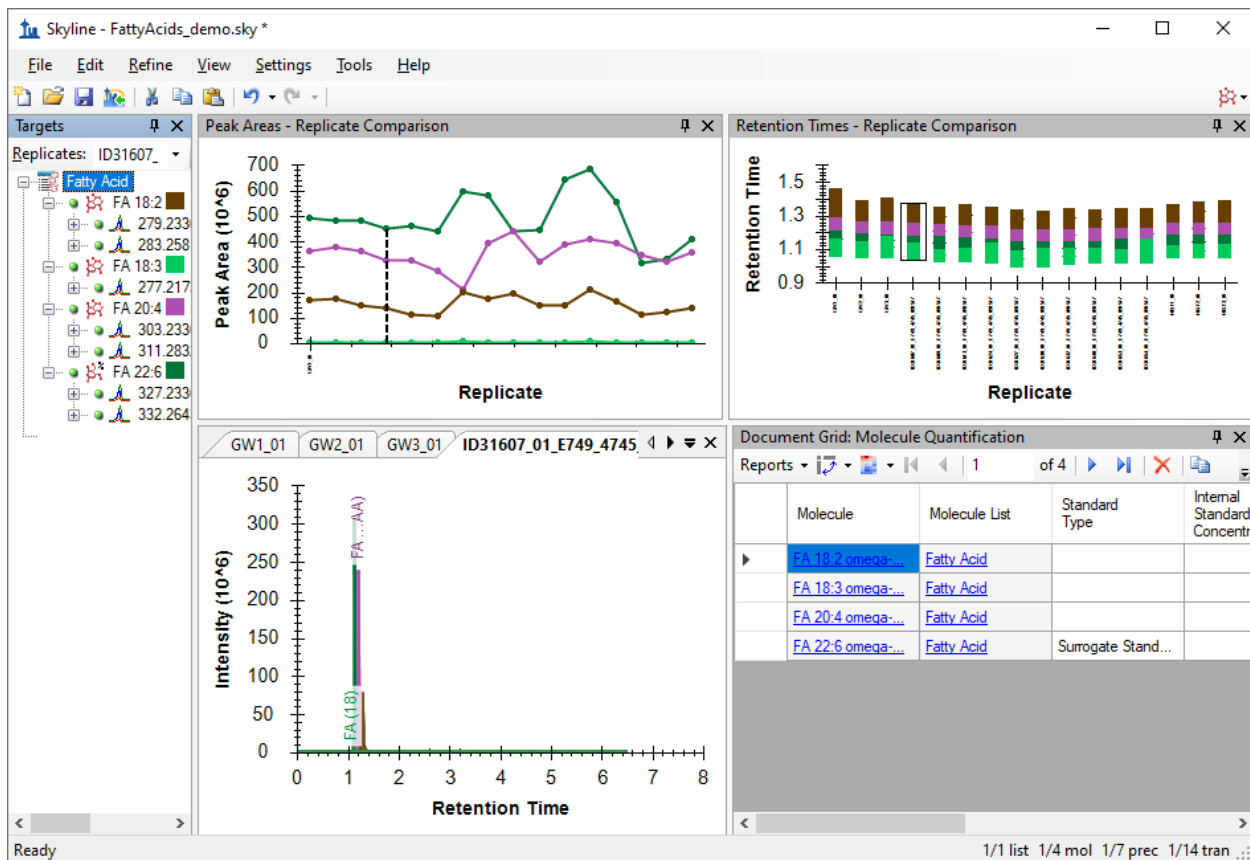 Skyline - FattyAcids_demo.sky *
File Edit Refine View Settings Tools Help
Targets
Replicates: ID31607_
Fatty Acid
FA 18:2
279.233
283.258
FA 18:3
277.217
FA 20:4
303.233
311.283
FA 22:6
327.233
332.264
Peak Areas - Replicate Comparison
Peak Area (10^6)
700
600
500
400
300
200
100
0
Replicate
Retention Times - Replicate Comparison
Retention Time
1.5
1.3
1.1
0.9
Replicate
GW1_01 GW2_01 GW3_01 ID31607_01_E749_4745_
Intensity (10^6)
350
300
250
200
150
100
50
0
FA ...AA)
FA (18)
0 1 2 3 4 5 6 7 8
Retention Time
Document Grid: Molecule Quantification
Reports 1 of 4
Molecule Molecule List Standard Type Internal Standard Concentr
FA 18:2 omega-... Fatty Acid
FA 18:3 omega-... Fatty Acid
FA 20:4 omega-... Fatty Acid
FA 22:6 omega-... Fatty Acid Surrogate Stand...
Ready 1/1 list 1/4 mol 1/7 prec 1/14 tran